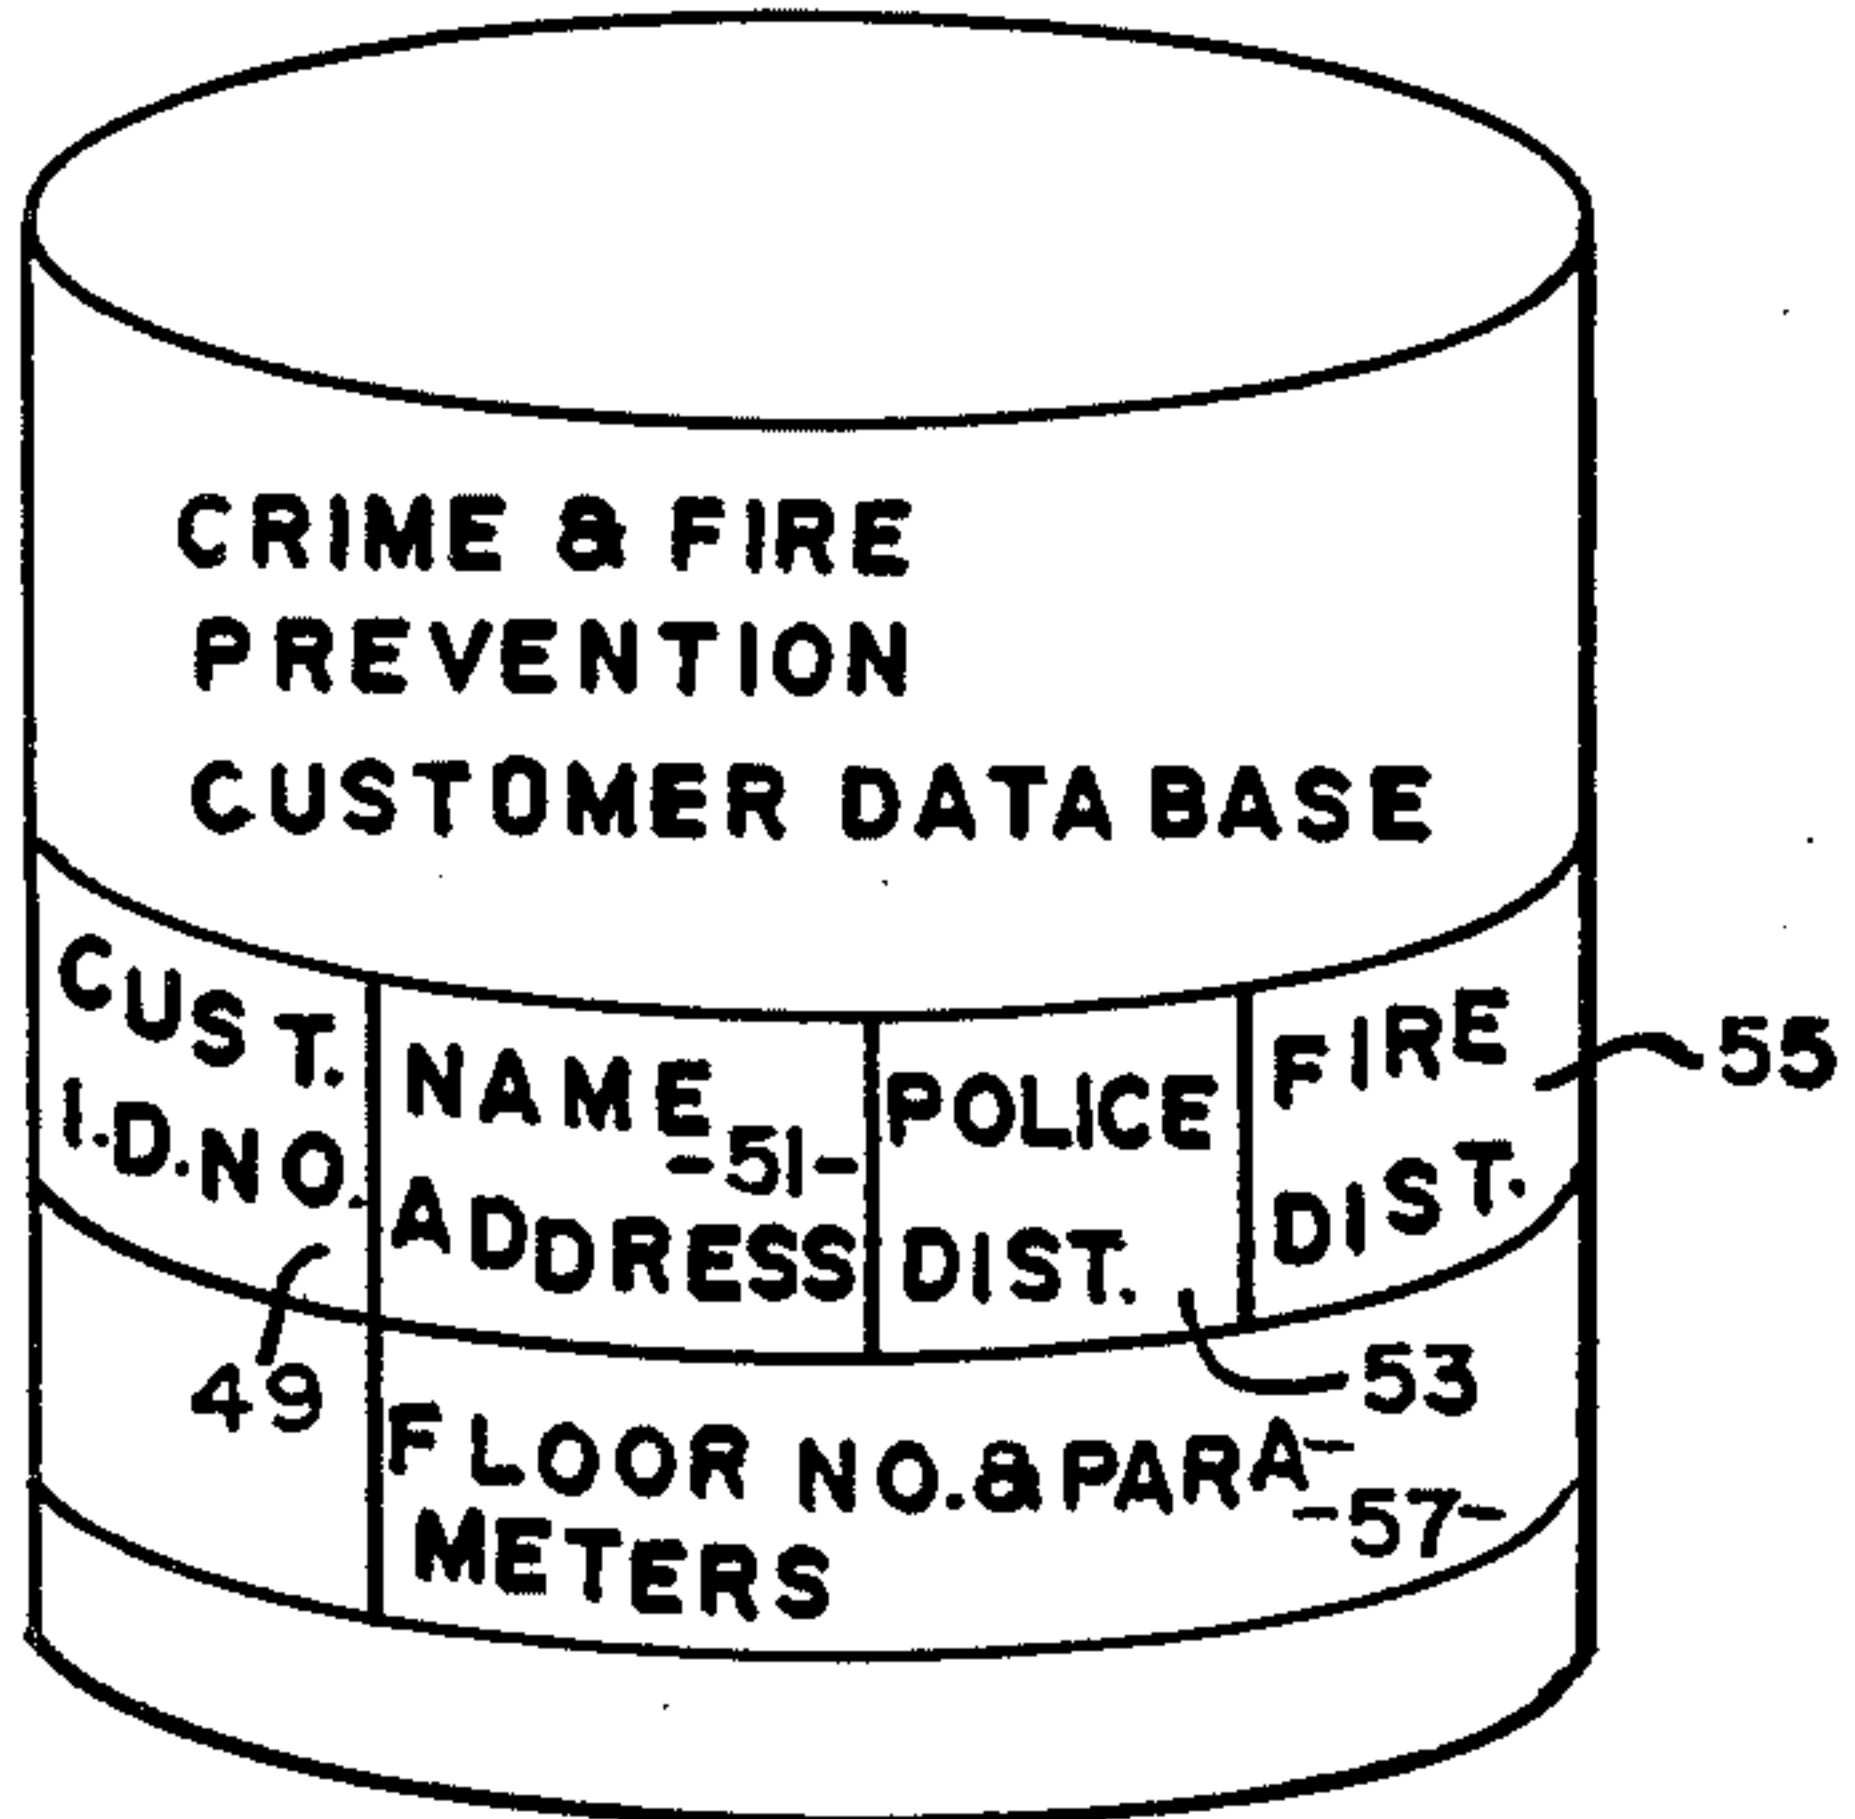 CRIME & FIRE
PREVENTION
CUSTOMER DATA BASE
CUST.
I.D. NO.
49
NAME
-51-
ADDRESS
POLICE
DIST.
53
FIRE
DIST.
55
FLOOR NO. & PARA-
METERS
-57-